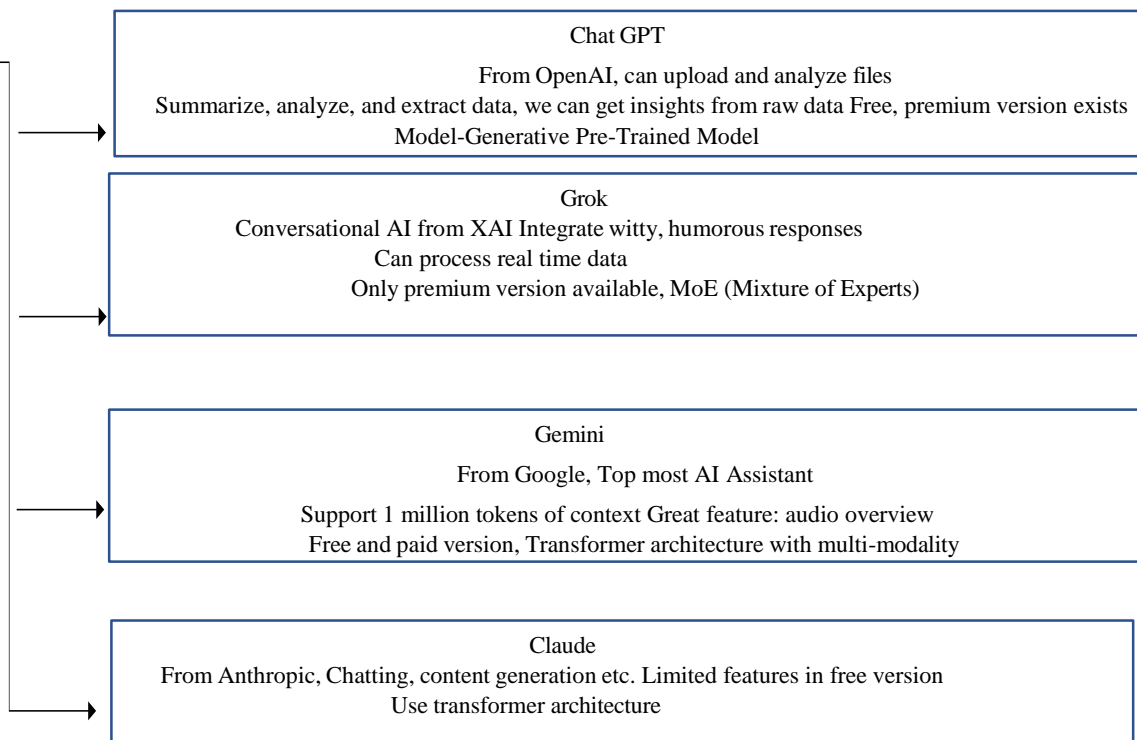 Chat GPT
From OpenAI, can upload and analyze files
Summarize, analyze, and extract data, we can get insights from raw data Free, premium version exists
Model-Generative Pre-Trained Model
Grok
Conversational AI from XAI Integrate witty, humorous responses
Can process real time data
Only premium version available, MoE (Mixture of Experts)
Gemini
From Google, Top most AI Assistant
Support 1 million tokens of context Great feature: audio overview
Free and paid version, Transformer architecture with multi-modality
Claude
From Anthropic, Chatting, content generation etc. Limited features in free version
Use transformer architecture